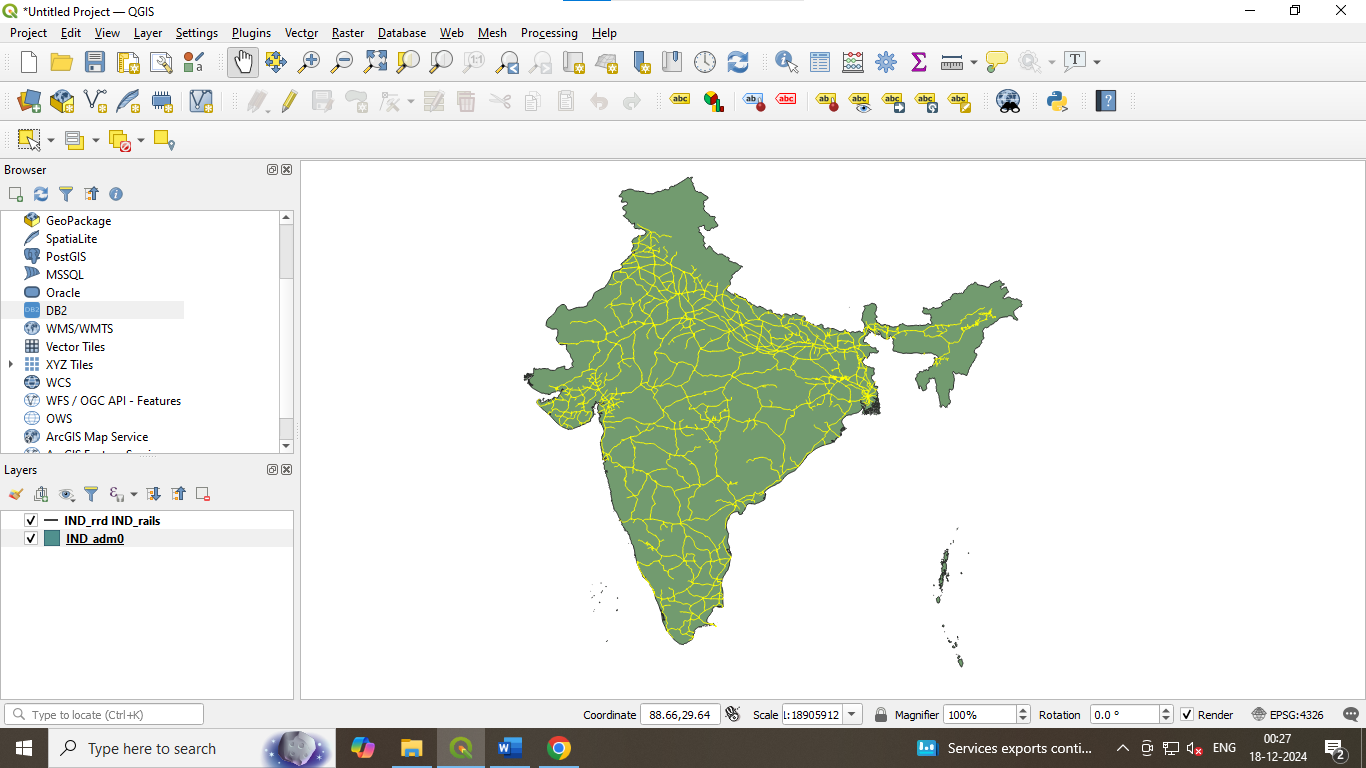 *Untitled Project — QGIS
Project Edit View Layer Settings Plugins Vector Raster Database Web Mesh Processing Help
Browser
GeoPackage
SpatiaLite
PostGIS
MSSQL
Oracle
DB2
WMS/WMTS
Vector Tiles
XYZ Tiles
WCS
WFS / OGC API - Features
OWS
ArcGIS Map Service
Layers
IND_rrd IND_rails
IND_adm0
Type to locate (Ctrl+K)
Coordinate 88.66,29.64 Scale 1:18905912 Magnifier 100% Rotation 0.0 ° Render EPSG:4326
Type here to search
Services exports conti...
ENG
00:27
18-12-2024
2